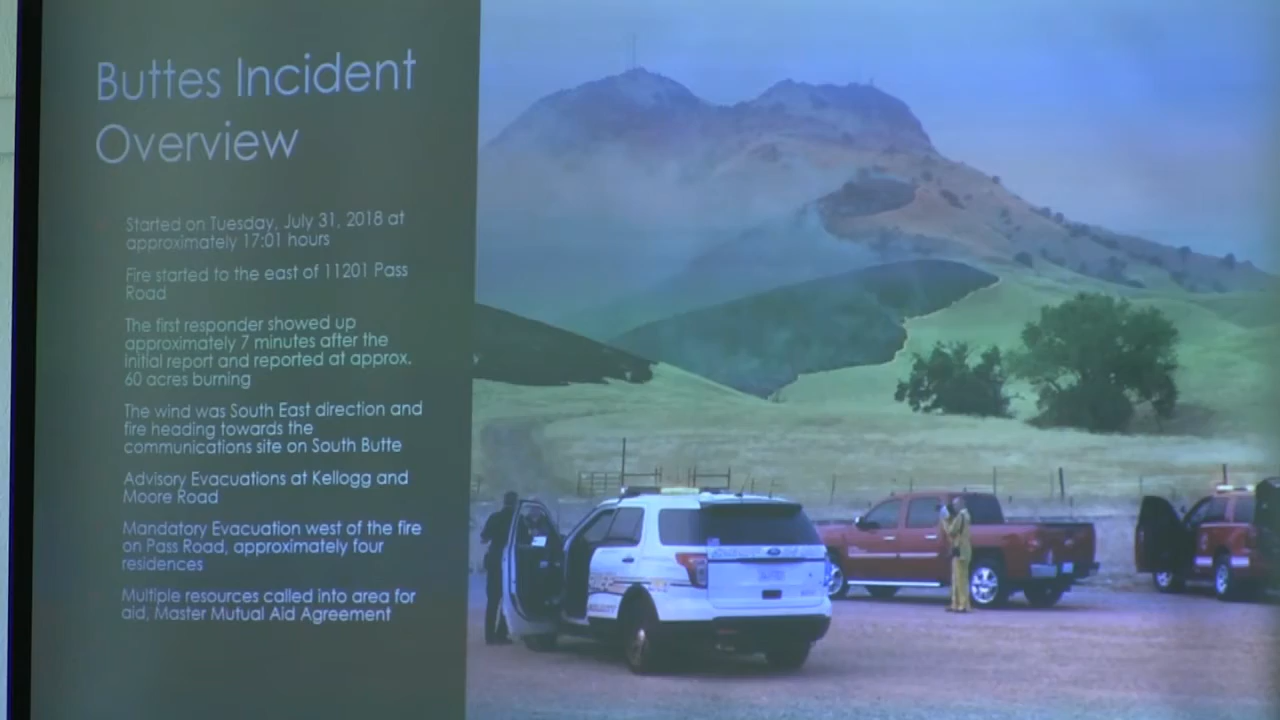 Buttes Incident
Overview
Started on Tuesday, July 31, 2018 at
approximately 17:01 hours
Fire started to the east of 11201 Pass
Road
The first responder showed up
approximately 7 minutes after the
initial report and reported at approx.
60 acres burning
The wind was South East direction and
fire heading towards the
communications site on South Butte
Advisory Evacuations at Kellogg and
Moore Road
Mandatory Evacuation west of the fire
on Pass Road, approximately four
residences
Multiple resources called into area for
aid, Master Mutual Aid Agreement